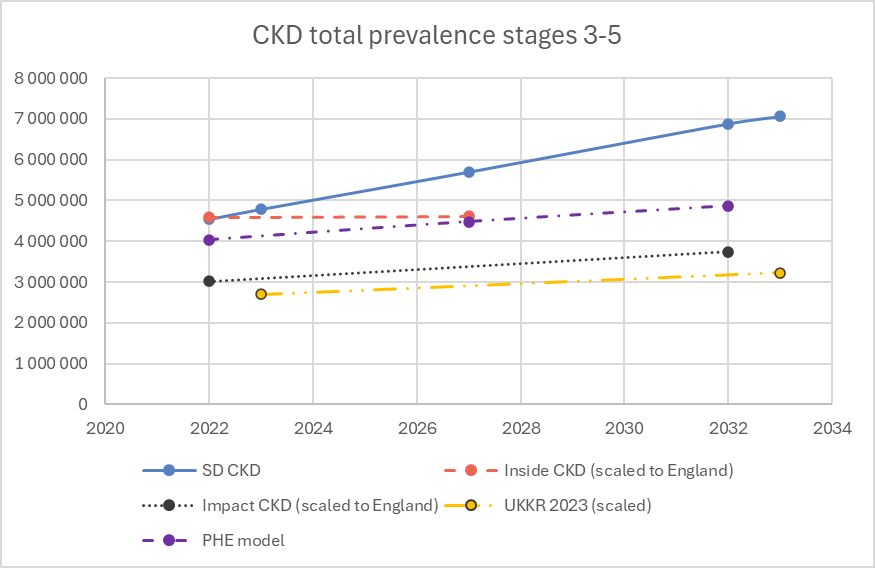 CKD total prevalence stages 3-5
8 000 000
7 000 000
6 000 000
5 000 000
4 000 000
3 000 000
2 000 000
1 000 000
0
2020 2022 2024 2026 2028 2030 2032 2034
SD CKD Inside CKD (scaled to England)
Impact CKD (scaled to England) UKKR 2023 (scaled)
PHE model